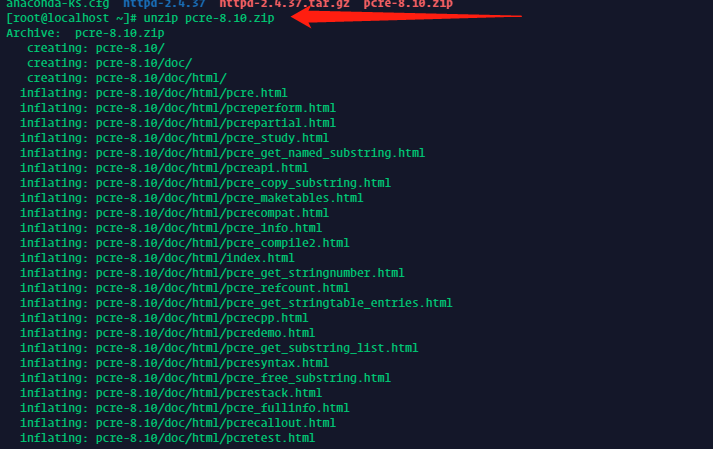 anaconda-ks.cfg  httpd-2.4.37  httpd-2.4.37.tar.gz  pcre-8.10.zip
[root@localhost ~]# unzip pcre-8.10.zip
Archive:  pcre-8.10.zip
   creating: pcre-8.10/
   creating: pcre-8.10/doc/
   creating: pcre-8.10/doc/html/
  inflating: pcre-8.10/doc/html/pcre.html
  inflating: pcre-8.10/doc/html/pcreperform.html
  inflating: pcre-8.10/doc/html/pcrepartial.html
  inflating: pcre-8.10/doc/html/pcre_study.html
  inflating: pcre-8.10/doc/html/pcre_get_named_substring.html
  inflating: pcre-8.10/doc/html/pcreapi.html
  inflating: pcre-8.10/doc/html/pcre_copy_substring.html
  inflating: pcre-8.10/doc/html/pcre_maketables.html
  inflating: pcre-8.10/doc/html/pcrecompat.html
  inflating: pcre-8.10/doc/html/pcre_info.html
  inflating: pcre-8.10/doc/html/pcre_compile2.html
  inflating: pcre-8.10/doc/html/index.html
  inflating: pcre-8.10/doc/html/pcre_get_stringnumber.html
  inflating: pcre-8.10/doc/html/pcre_refcount.html
  inflating: pcre-8.10/doc/html/pcre_get_stringtable_entries.html
  inflating: pcre-8.10/doc/html/pcrecpp.html
  inflating: pcre-8.10/doc/html/pcredemo.html
  inflating: pcre-8.10/doc/html/pcre_get_substring_list.html
  inflating: pcre-8.10/doc/html/pcresyntax.html
  inflating: pcre-8.10/doc/html/pcre_free_substring.html
  inflating: pcre-8.10/doc/html/pcrestack.html
  inflating: pcre-8.10/doc/html/pcre_fullinfo.html
  inflating: pcre-8.10/doc/html/pcrecallout.html
  inflating: pcre-8.10/doc/html/pcretest.html